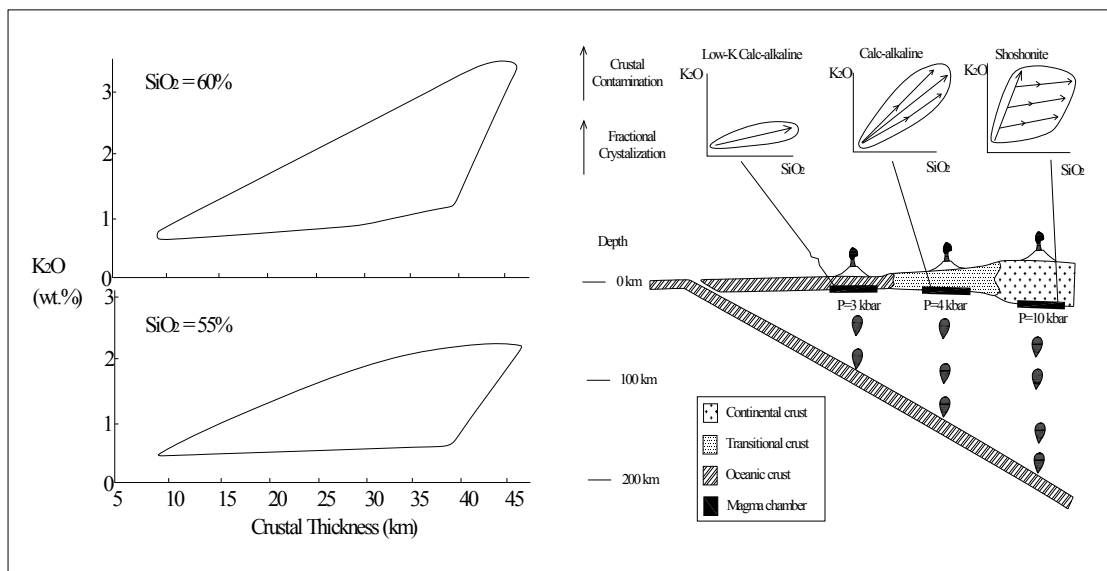 SiO2 = 60%
3
2
1
0
K2O
(wt.%)
3
SiO2 = 55%
2
1
0
5 10 15 20 25 30 35 40 45
Crustal Thickness (km)
Crustal
Contamination
Fractional
Crystalization
Low-K Calc-alkaline
K2O
SiO2
Calc-alkaline
K2O
SiO2
Shoshonite
K2O
SiO2
Depth
0 km
100 km
200 km
P=3 kbar
P=4 kbar
P=10 kbar
Continental crust
Transitional crust
Oceanic crust
Magma chamber